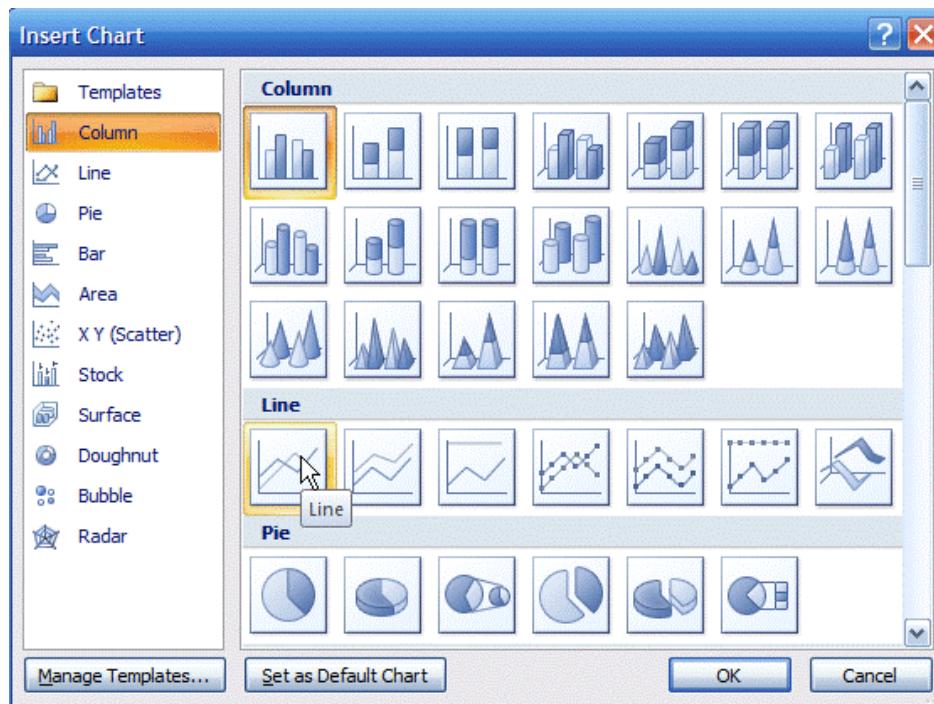 Insert Chart
Templates
Column
Line
Pie
Bar
Area
X Y (Scatter)
Stock
Surface
Doughnut
Bubble
Radar
Column
Line
Line
Pie
Manage Templates...
Set as Default Chart
OK
Cancel